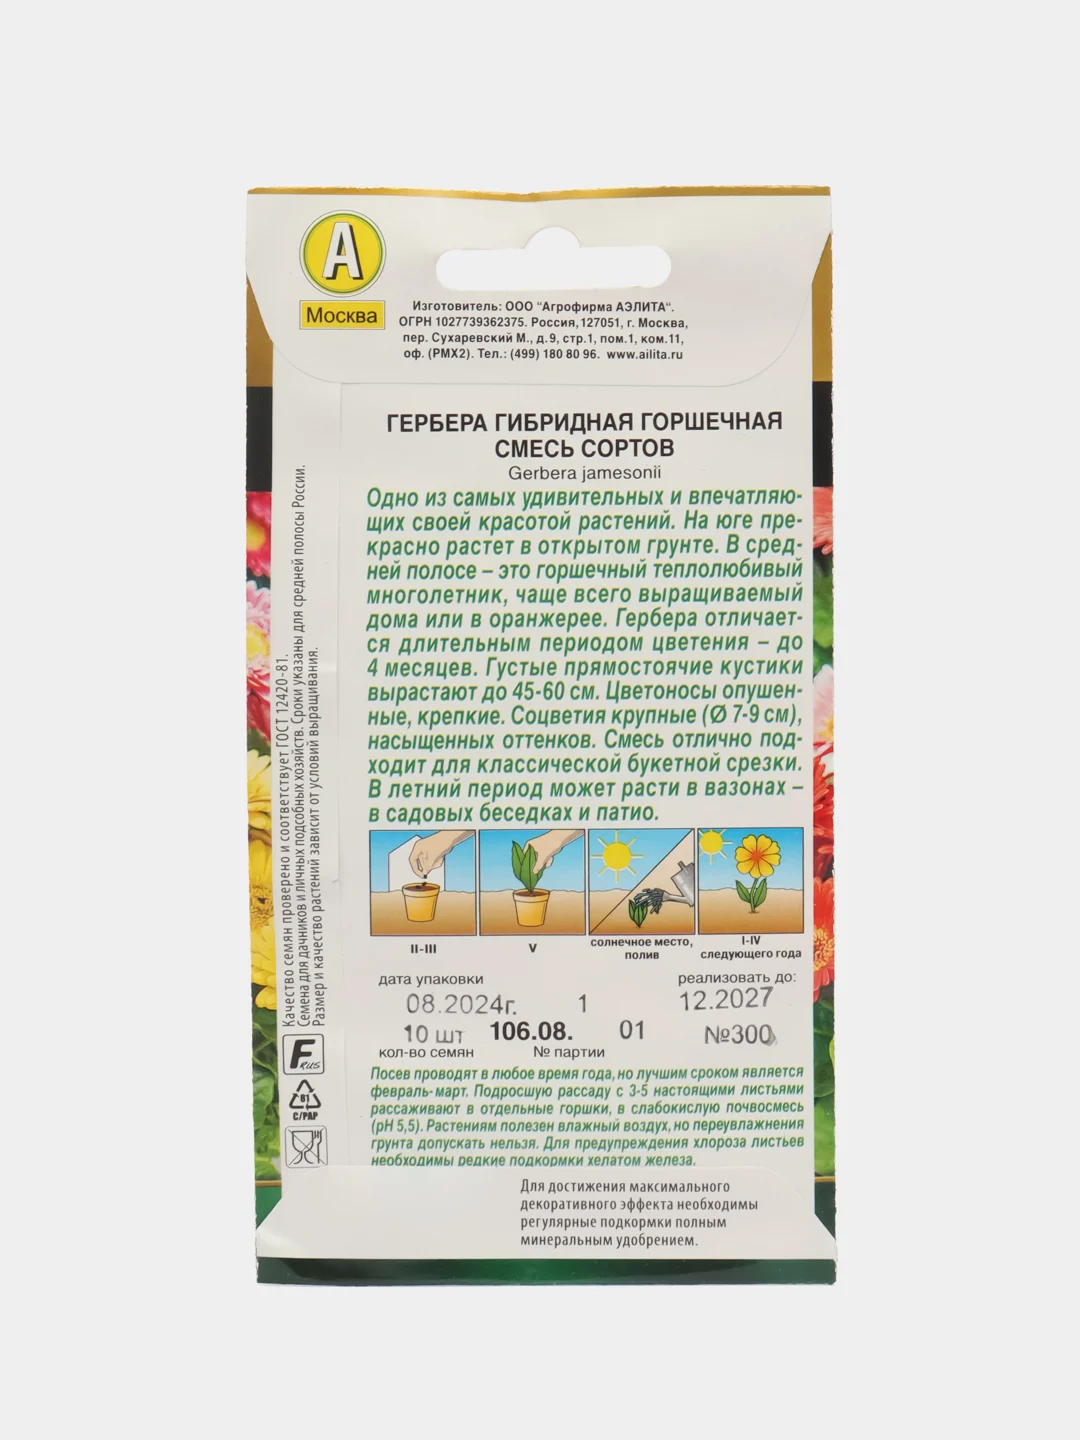 А
Москва
Изготовитель: ООО "Агрофирма АЭЛИТА".
ОГРН 1027739362375. Россия, 127051, г. Москва,
пер. Сухаревский М., д.9, стр.1, пом.1, ком.11,
оф. (РМХ2). Тел.: (499) 180 80 96. www.ailita.ru
ГЕРБЕРА ГИБРИДНАЯ ГОРШЕЧНАЯ
СМЕСЬ СОРТОВ
Gerbera jamesonii
Одно из самых удивительных и впечатляю-
щих своей красотой растений. На юге пре-
красно растет в открытом грунте. В сред-
ней полосе – это горшечный теплолюбивый
многолетник, чаще всего выращиваемый
дома или в оранжерее. Гербера отличает-
ся длительным периодом цветения – до
4 месяцев. Густые прямостоячие кустики
вырастают до 45-60 см. Цветоносы опушен-
ные, крепкие. Соцветия крупные (Ø 7-9 см),
насыщенных оттенков. Смесь отлично под-
ходит для классической букетной срезки.
В летний период может расти в вазонах –
в садовых беседках и патио.
II-III
V
солнечное место,
полив
I-IV
следующего года
дата упаковки
реализовать до:
08.2024г. 1 12.2027
10 шт 106.08. 01 №300
кол-во семян № партии
Посев проводят в любое время года, но лучшим сроком является
февраль-март. Подросшую рассаду с 3-5 настоящими листьями
рассаживают в отдельные горшки, в слабокислую почвосмесь
(рН 5,5). Растениям полезен влажный воздух, но переувлажнения
грунта допускать нельзя. Для предупреждения хлороза листьев
необходимы редкие подкормки хелатом железа.
Для достижения максимального
декоративного эффекта необходимы
регулярные подкормки полным
минеральным удобрением.
Качество семян проверено и соответствует ГОСТ 12420-81.
Семена для дачников и личных подсобных хозяйств. Сроки указаны для средней полосы России.
Размер и качество растений зависит от условий выращивания.
F RUS
81
C/PAP